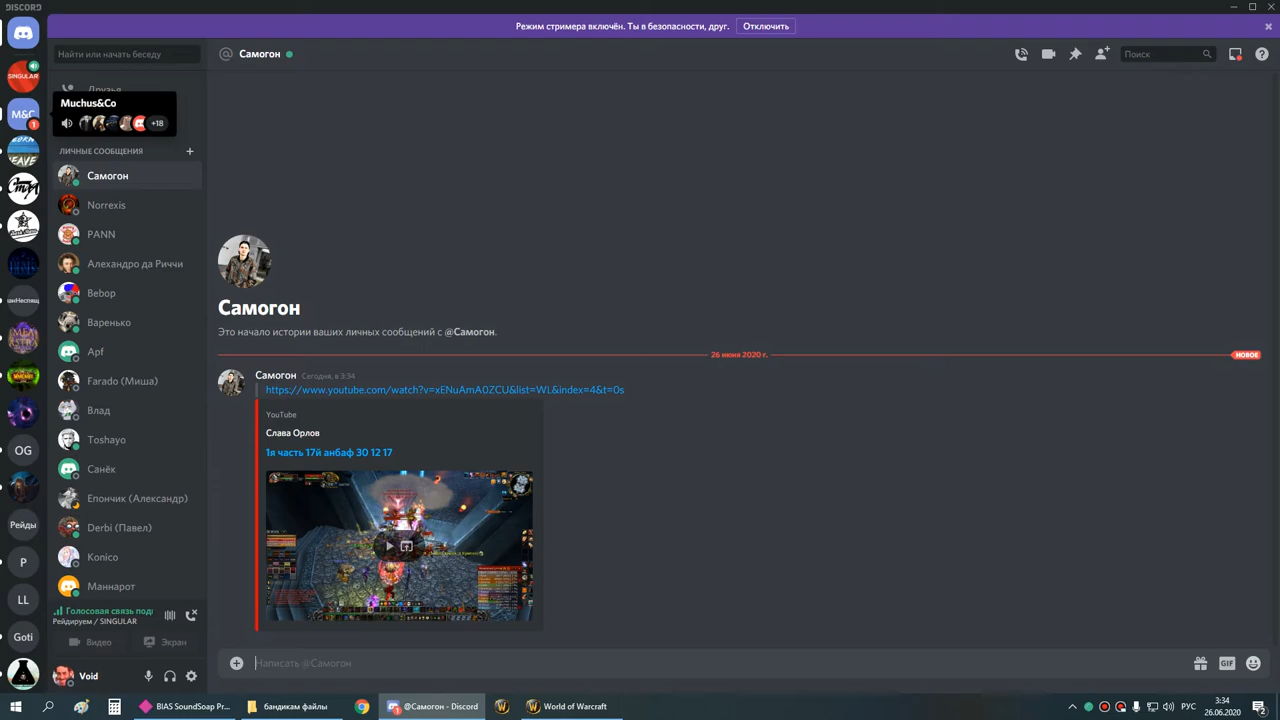 DISCORD
Режим стримера включён. Ты в безопасности, друг.
Отключить
Найти или начать беседу
Самогон
Поиск
SINGULAR
Друзья
M&C
1
Muchus&Co
+18
ЛИЧНЫЕ СООБЩЕНИЯ
Самогон
Norrexis
PANN
Алехандро да Риччи
Bebop
Варенько
Apf
Farado (Миша)
Влад
Toshayo
Санёк
Епончик (Александр)
Derbi (Павел)
Konico
Маннарот
OG
Рейды
P
LL
Goti
Самогон
Это начало истории ваших личных сообщений с @Самогон.
26 июня 2020 г.
НОВОЕ
Самогон Сегодня, в 3:34
https://www.youtube.com/watch?v=xENuAmA0ZCU&list=WL&index=4&t=0s
YouTube
Слава Орлов
1я часть 17й анбаф 30 12 17
Голосовая связь под
Рейдируем / SINGULAR
Видео
Экран
Void
Написать @Самогон
GIF
BIAS SoundSoap Pr...
бандикам файлы
1
@Самогон - Discord
World of Warcraft
РУС
3:34
26.06.2020
2